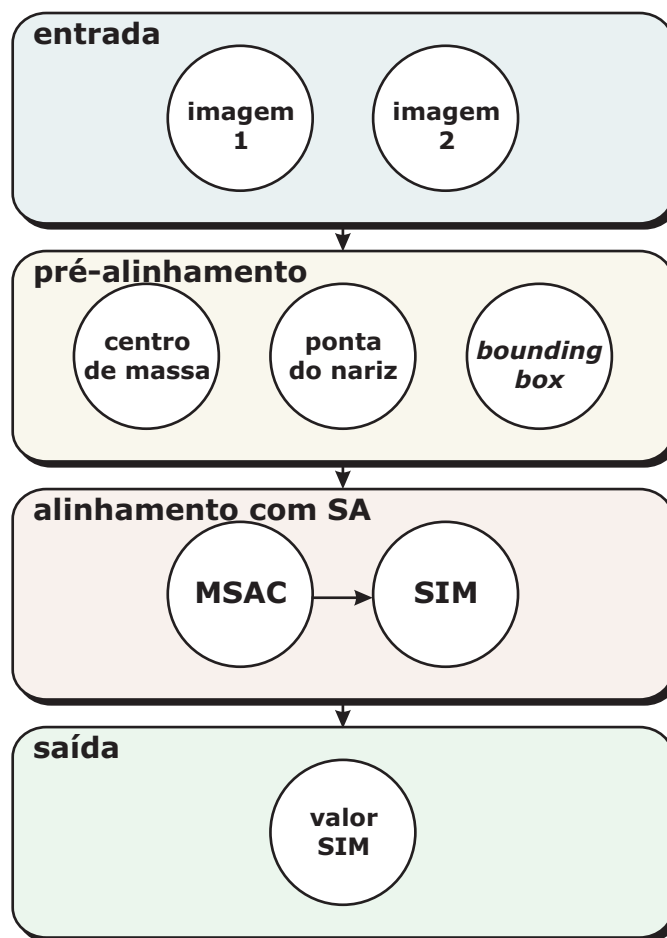 entrada
imagem
1
imagem
2
pré-alinhamento
centro
de massa
ponta
do nariz
bounding
box
alinhamento com SA
MSAC
SIM
saída
valor
SIM